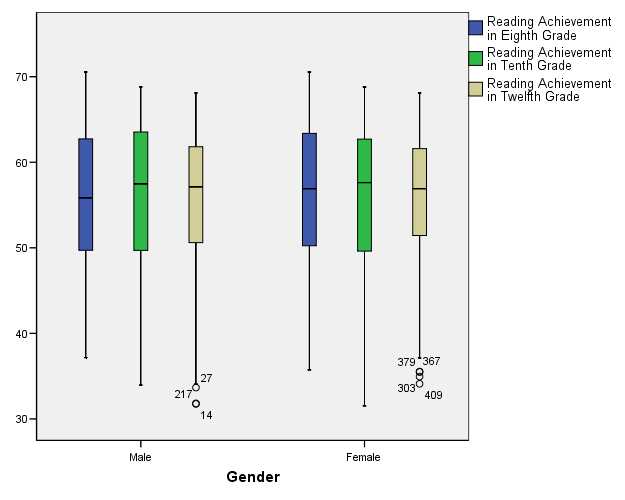 Reading Achievement
in Eighth Grade
Reading Achievement
in Tenth Grade
Reading Achievement
in Twelfth Grade
70
60
50
40
30
27
217
14
379
367
303
409
Male
Female
Gender